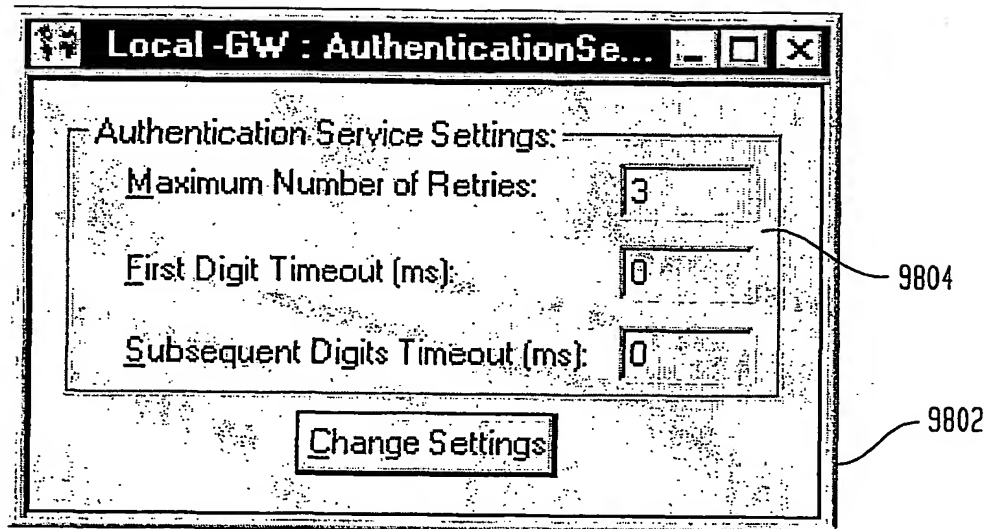 Local -GW : AuthenticationSe...
Authentication Service Settings:
Maximum Number of Retries: 3
First Digit Timeout (ms): 0
Subsequent Digits Timeout (ms): 0
Change Settings
9804
9802